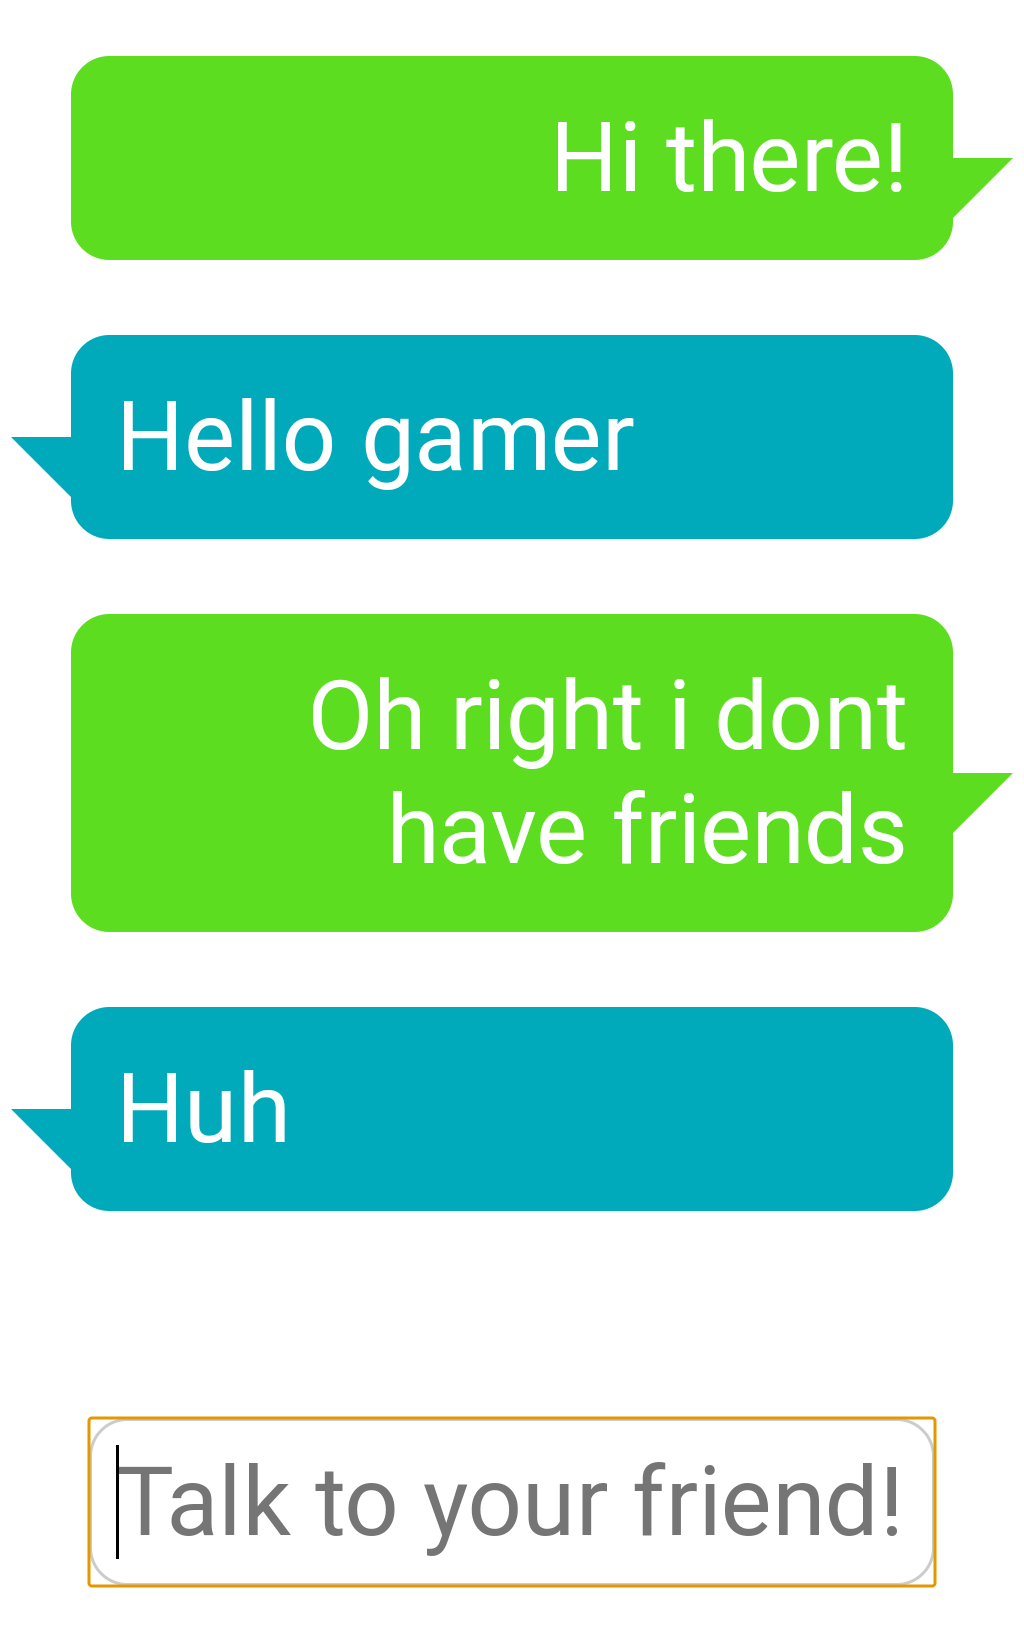 Hi there!
Hello gamer
Oh right i dont
have friends
Huh
Talk to your friend!